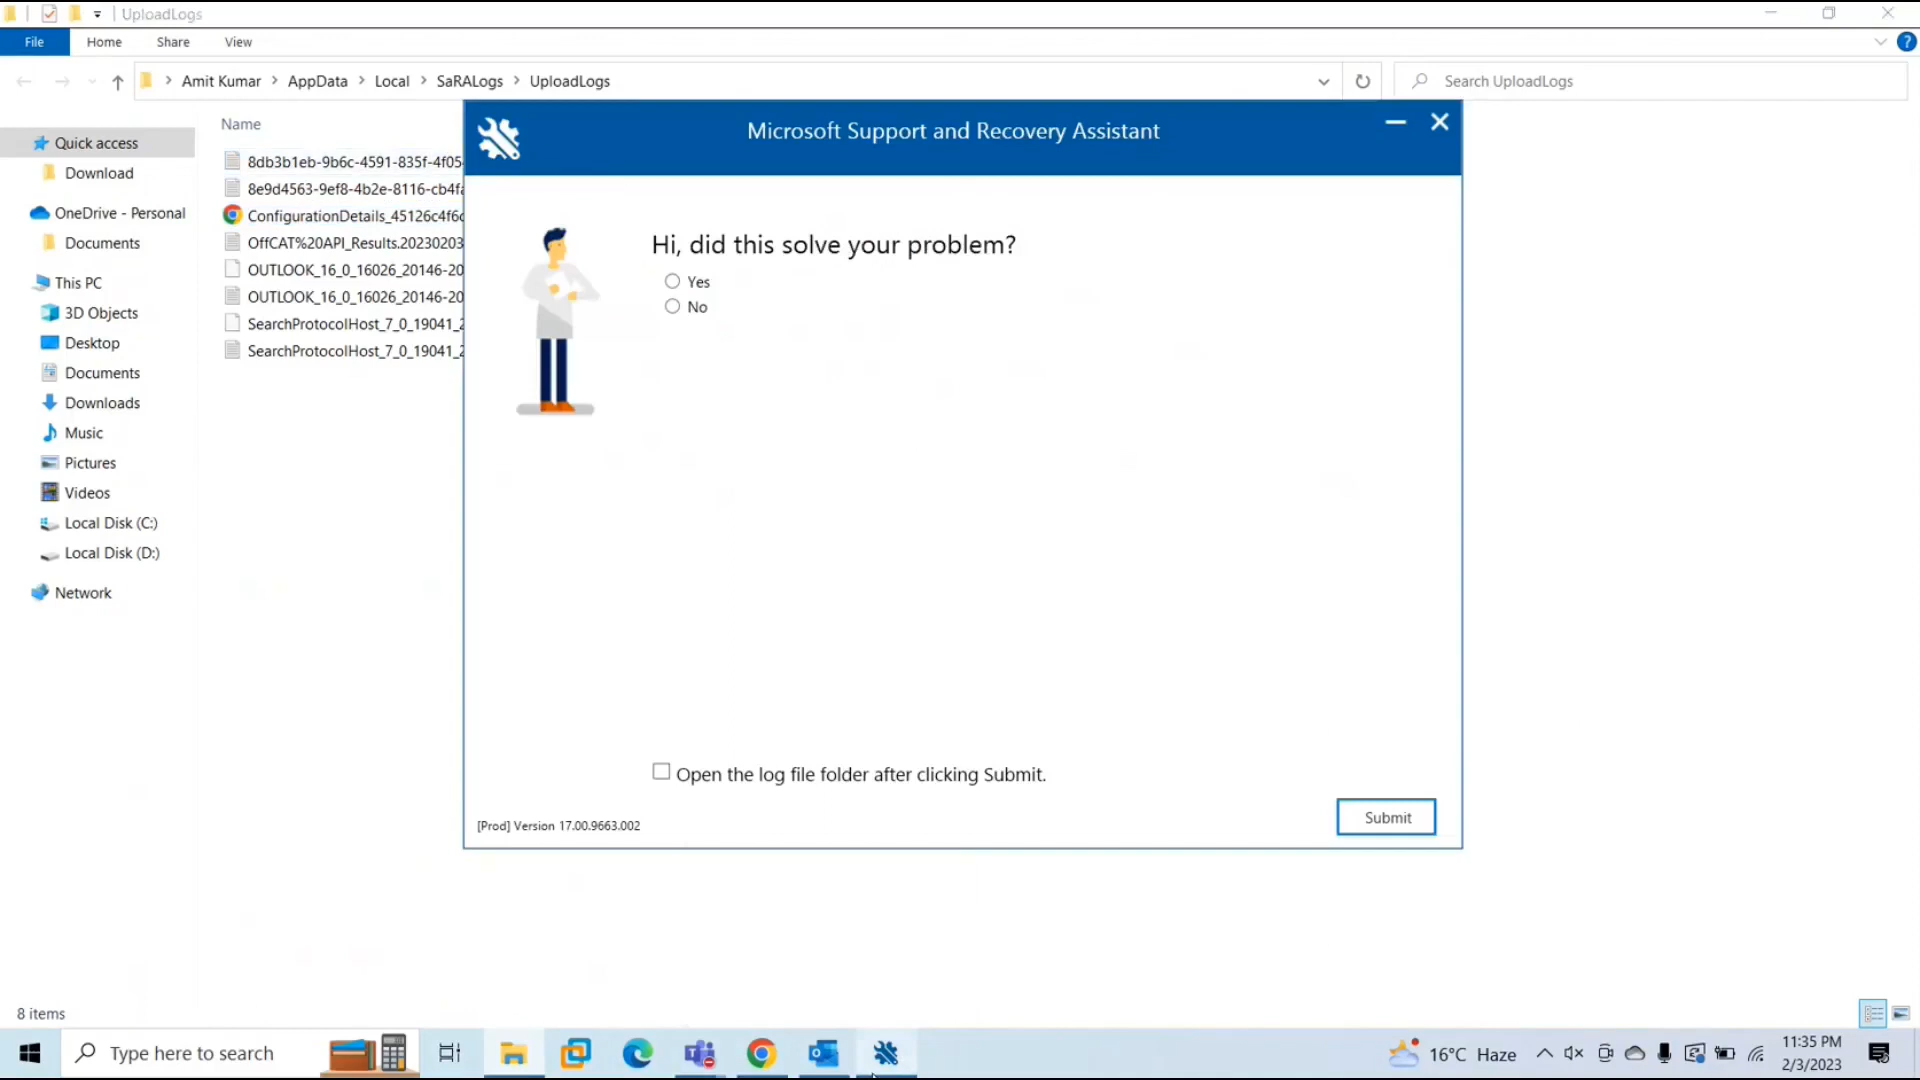 UploadLogs
File Home Share View
Amit Kumar AppData Local SaRALogs UploadLogs
Search UploadLogs
Name
Microsoft Support and Recovery Assistant
Quick access
Download
OneDrive - Personal
Documents
This PC
3D Objects
Desktop
Documents
Downloads
Music
Pictures
Videos
Local Disk (C:)
Local Disk (D:)
Network
8db3b1eb-9b6c-4591-835f-4f05
8e9d4563-9ef8-4b2e-8116-cb4fa
ConfigurationDetails_45126c4f6c
OffCAT%20API_Results.20230203
OUTLOOK_16_0_16026_20146-20
OUTLOOK_16_0_16026_20146-20
SearchProtocolHost_7_0_19041_2
SearchProtocolHost_7_0_19041_2
Hi, did this solve your problem?
Yes
No
Open the log file folder after clicking Submit.
[Prod] Version 17.00.9663.002
Submit
8 items
Type here to search
16°C Haze
11:35 PM
2/3/2023